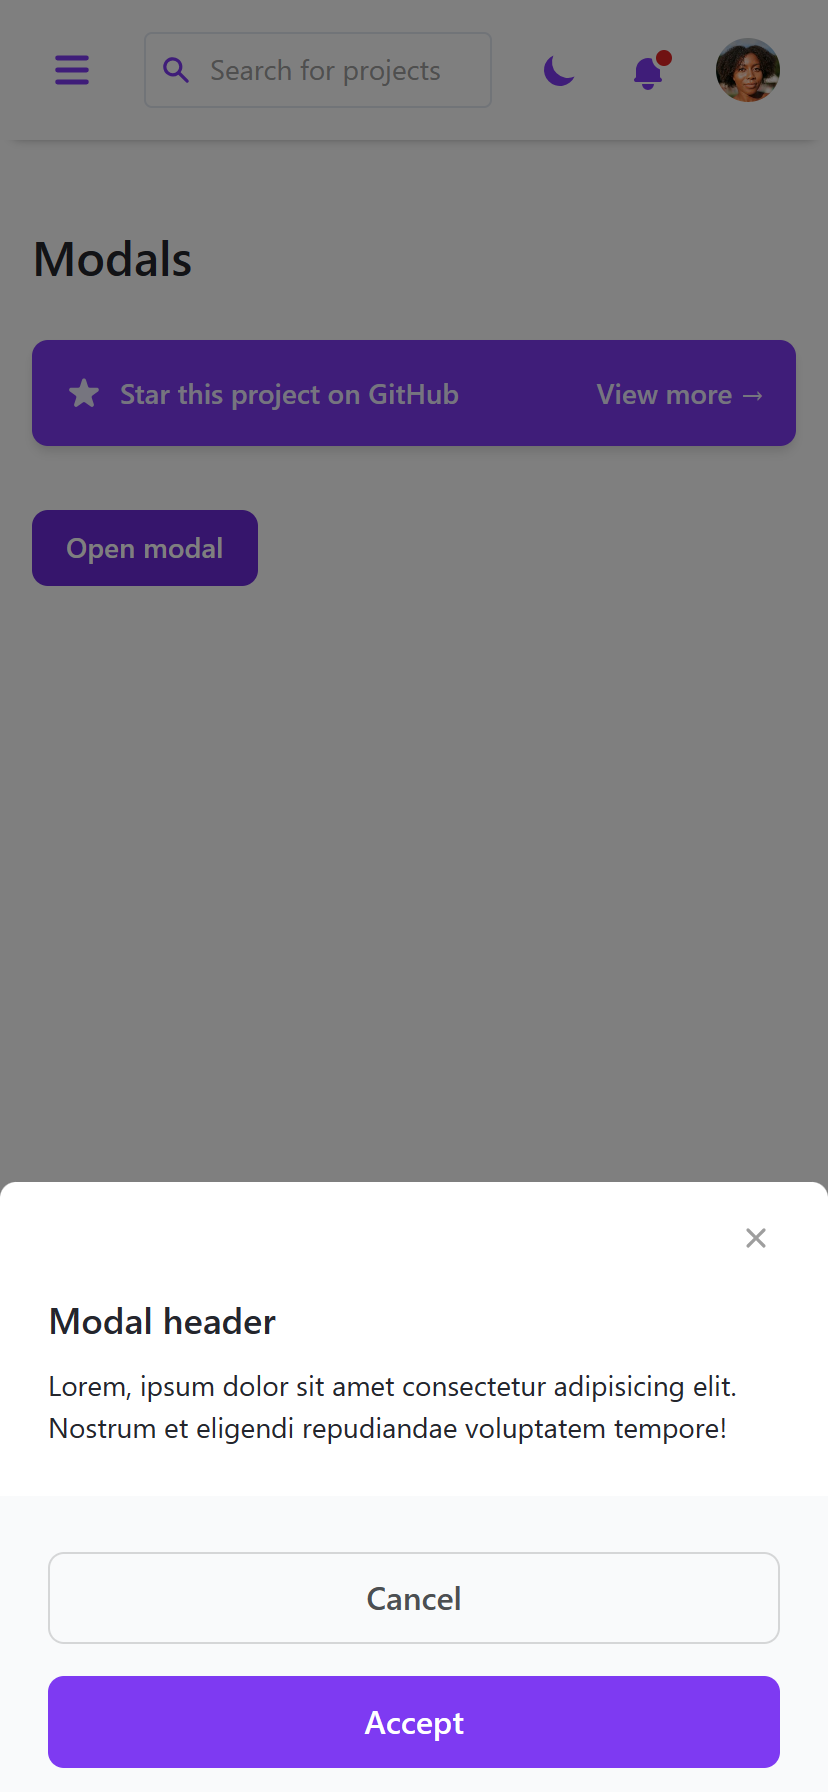 Search for projects
Modals
Star this project on GitHub
View more →
Open modal
Modal header
Lorem, ipsum dolor sit amet consectetur adipisicing elit.
Nostrum et eligendi repudiandae voluptatem tempore!
Cancel
Accept